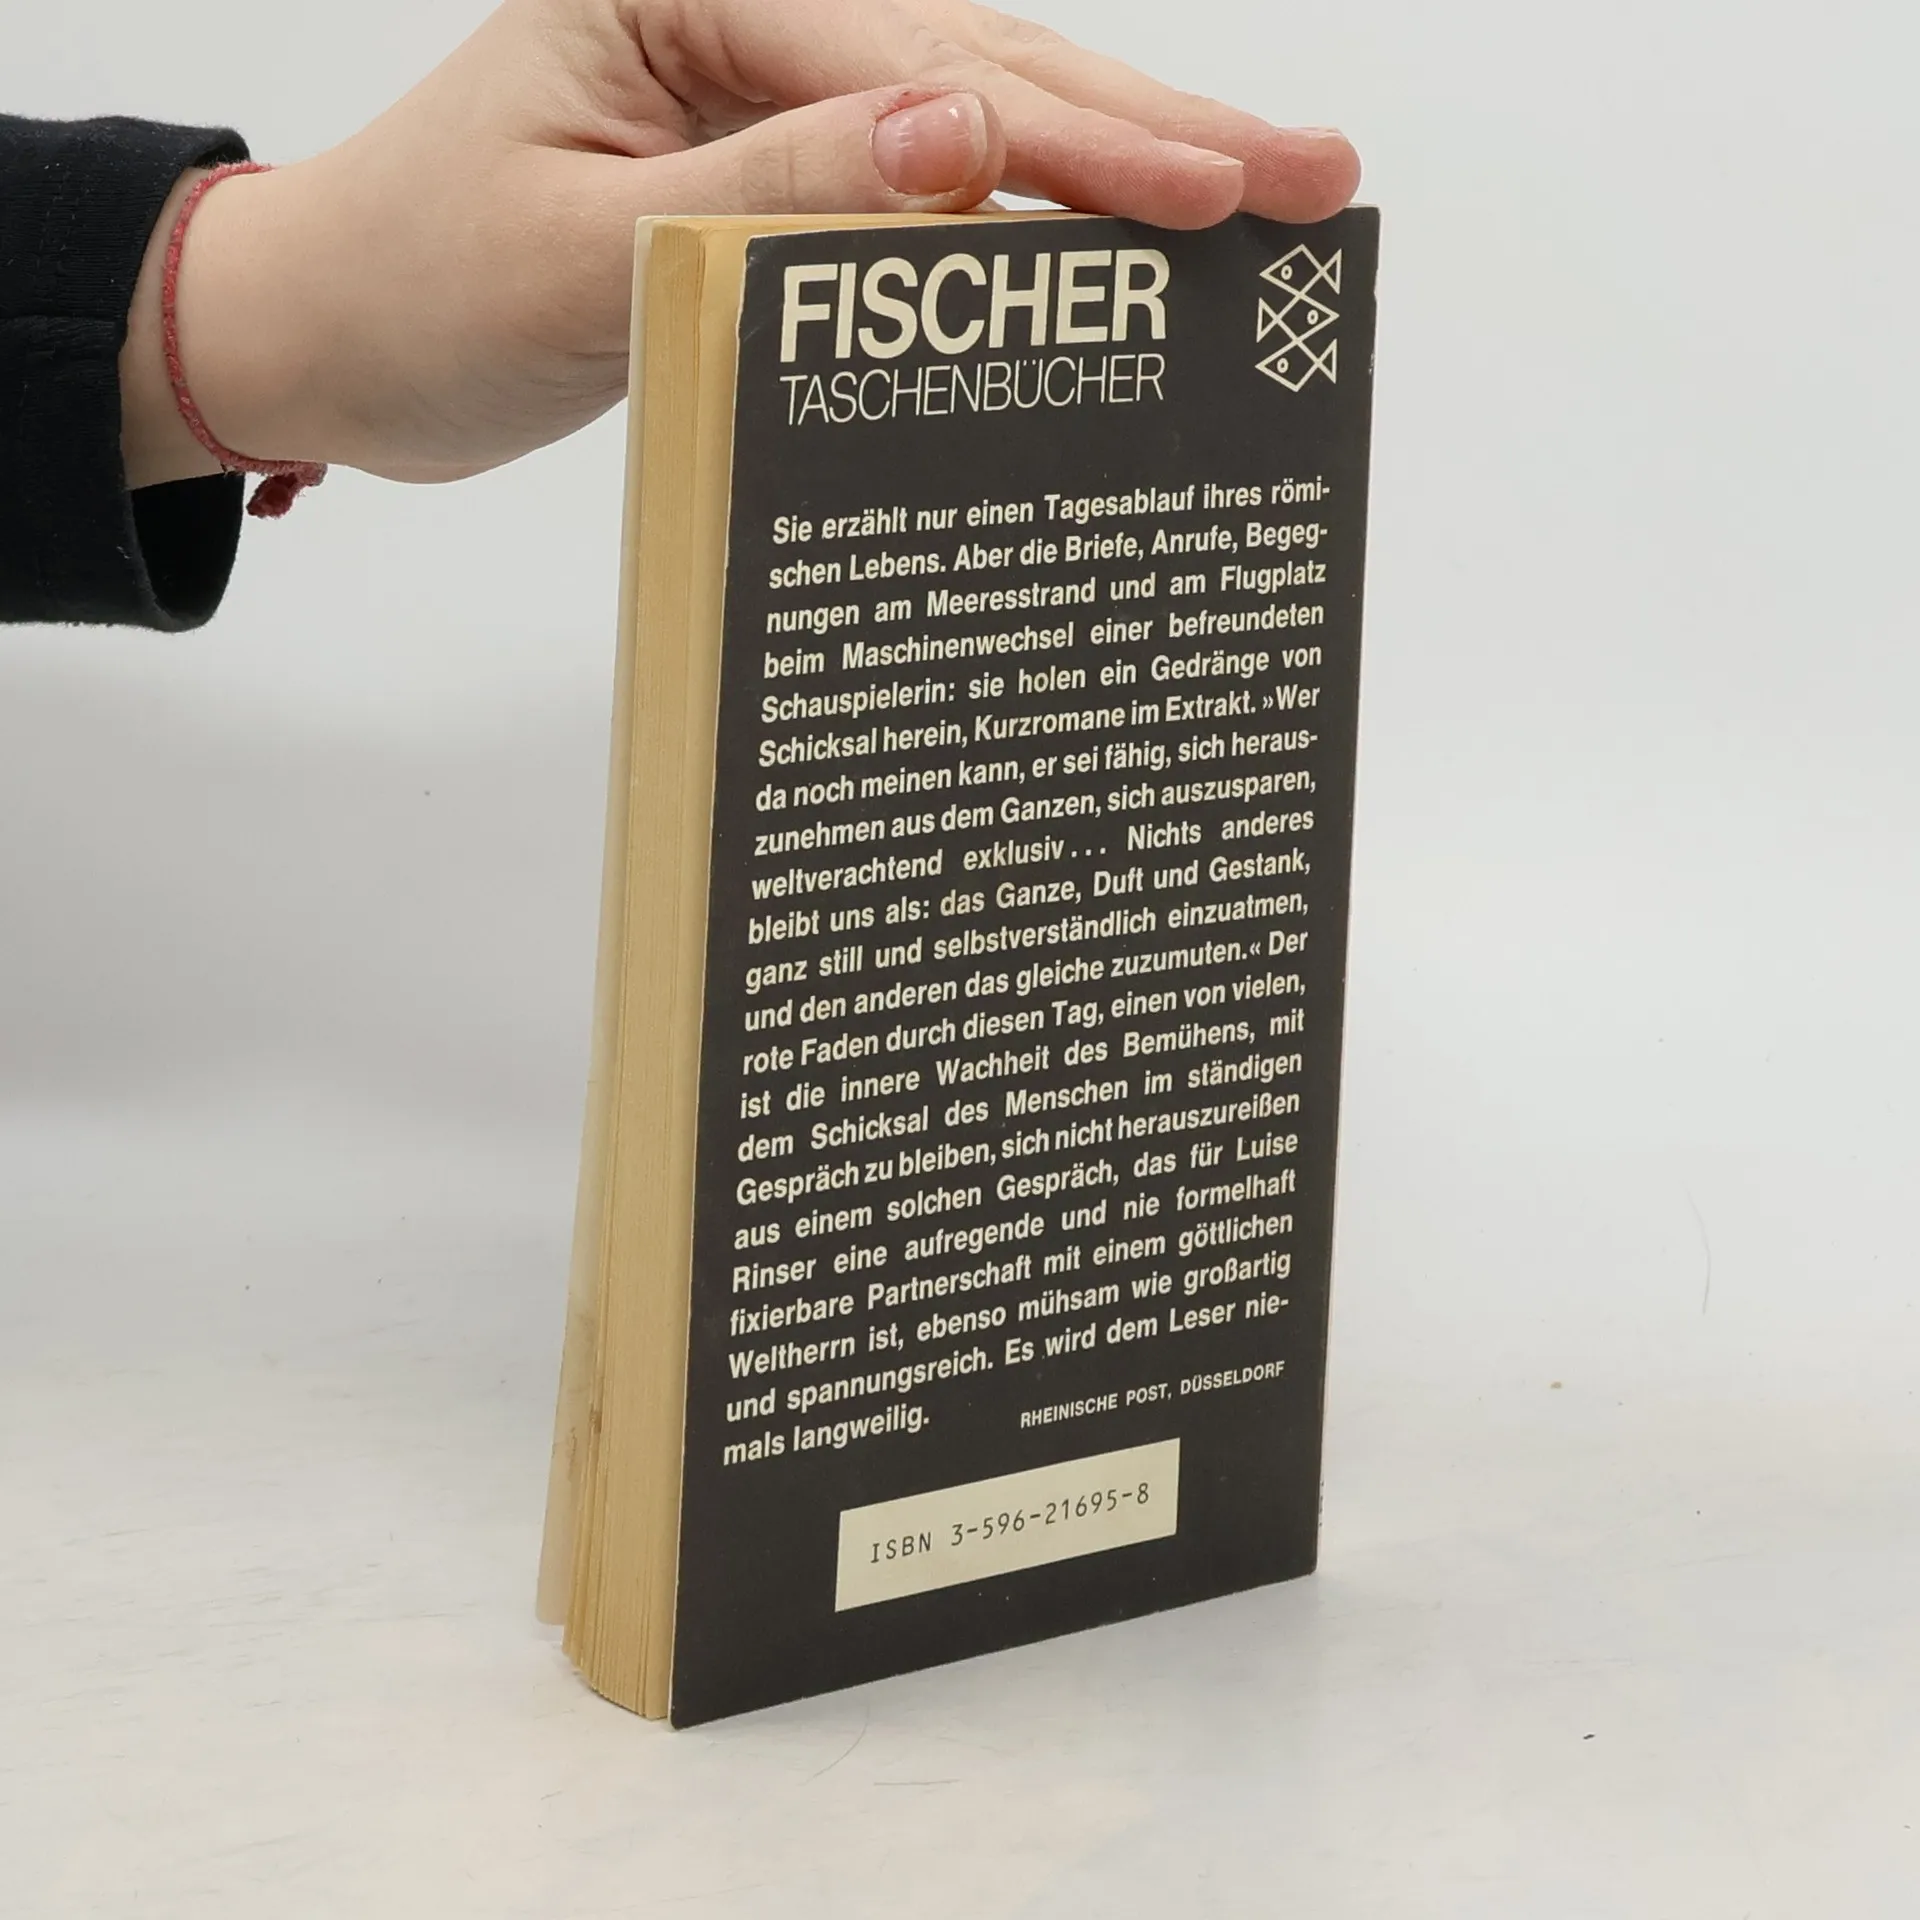 FISCHER
TASCHENBÜCHER
Sie erzählt nur einen Tagesablauf ihres römi-
schen Lebens. Aber die Briefe, Anrufe, Begeg-
nungen am Meeresstrand und am Flugplatz
beim Maschinenwechsel einer befreundeten
Schauspielerin: sie holen ein Gedränge von
Schicksal herein, Kurzromane im Extrakt. »Wer
da noch meinen kann, er sei fähig, sich heraus-
zunehmen aus dem Ganzen, sich auszusparen,
weltverachtend exklusiv... Nichts anderes
bleibt uns als: das Ganze, Duft und Gestank,
ganz still und selbstverständlich einzuatmen,
und den anderen das gleiche zuzumuten.« Der
rote Faden durch diesen Tag, einen von vielen,
ist die innere Wachheit des Bemühens, mit
dem Schicksal des Menschen im ständigen
Gespräch zu bleiben, sich nicht herauszureißen
aus einem solchen Gespräch, das für Luise
Rinser eine aufregende und nie formelhaft
fixierbare Partnerschaft mit einem göttlichen
Weltherrn ist, ebenso mühsam wie großartig
und spannungsreich. Es wird dem Leser nie-
mals langweilig.
RHEINISCHE POST, DÜSSELDORF
ISBN 3-596-21695-8